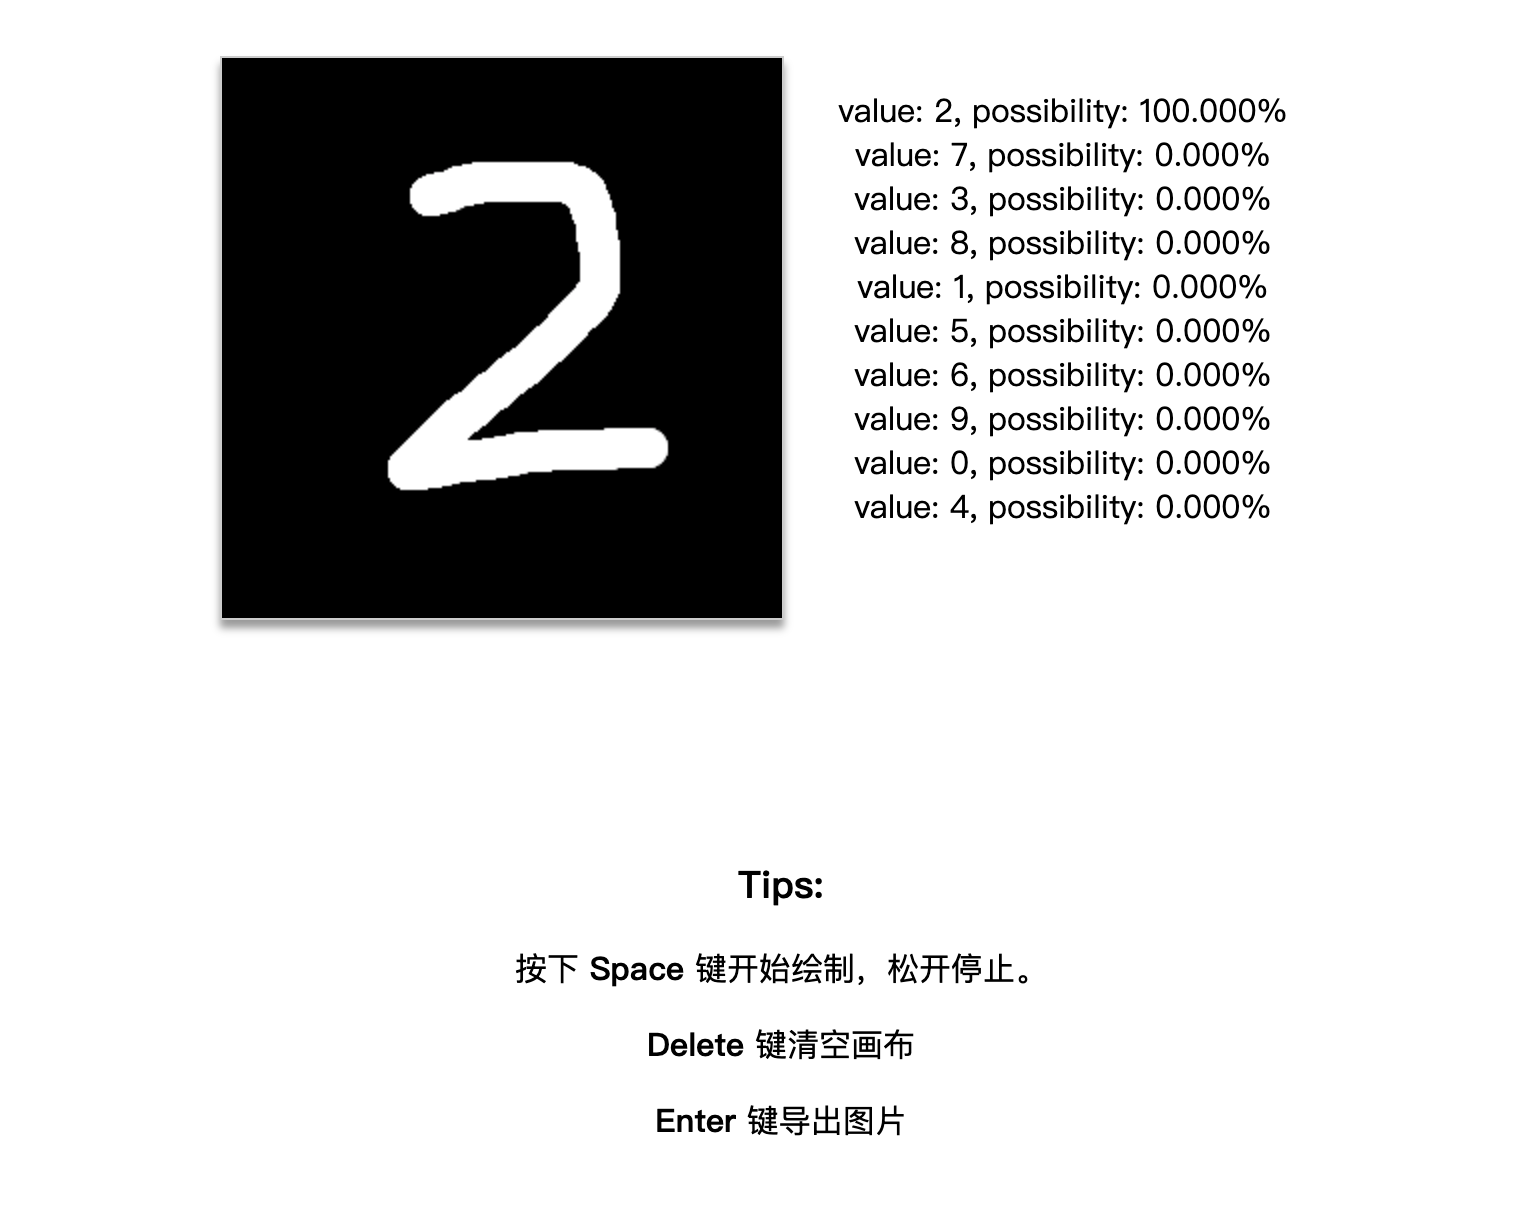 2
value: 2, possibility: 100.000%
value: 7, possibility: 0.000%
value: 3, possibility: 0.000%
value: 8, possibility: 0.000%
value: 1, possibility: 0.000%
value: 5, possibility: 0.000%
value: 6, possibility: 0.000%
value: 9, possibility: 0.000%
value: 0, possibility: 0.000%
value: 4, possibility: 0.000%
Tips:
按下 Space 键开始绘制，松开停止。
Delete 键清空画布
Enter 键导出图片